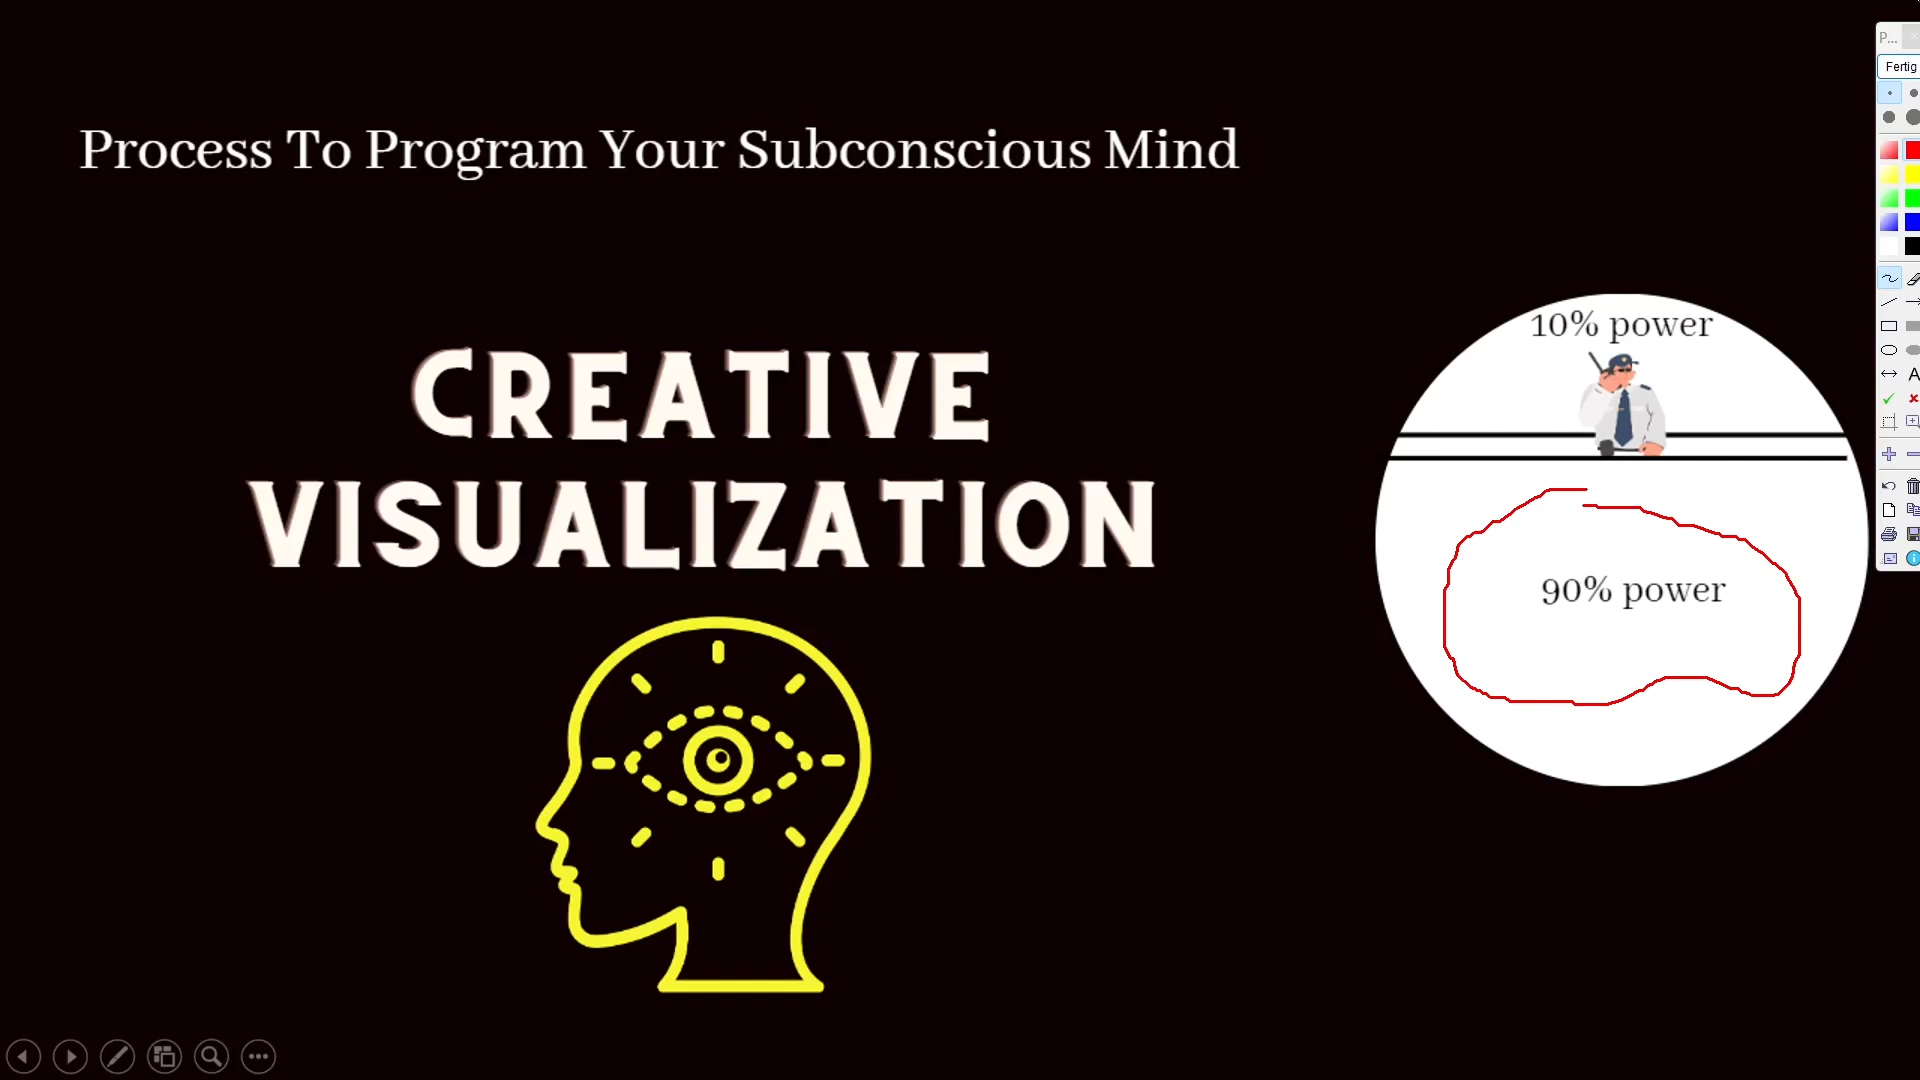 Process To Program Your Subconscious Mind
CREATIVE
VISUALIZATION
10% power
90% power
P...
Fertig
A